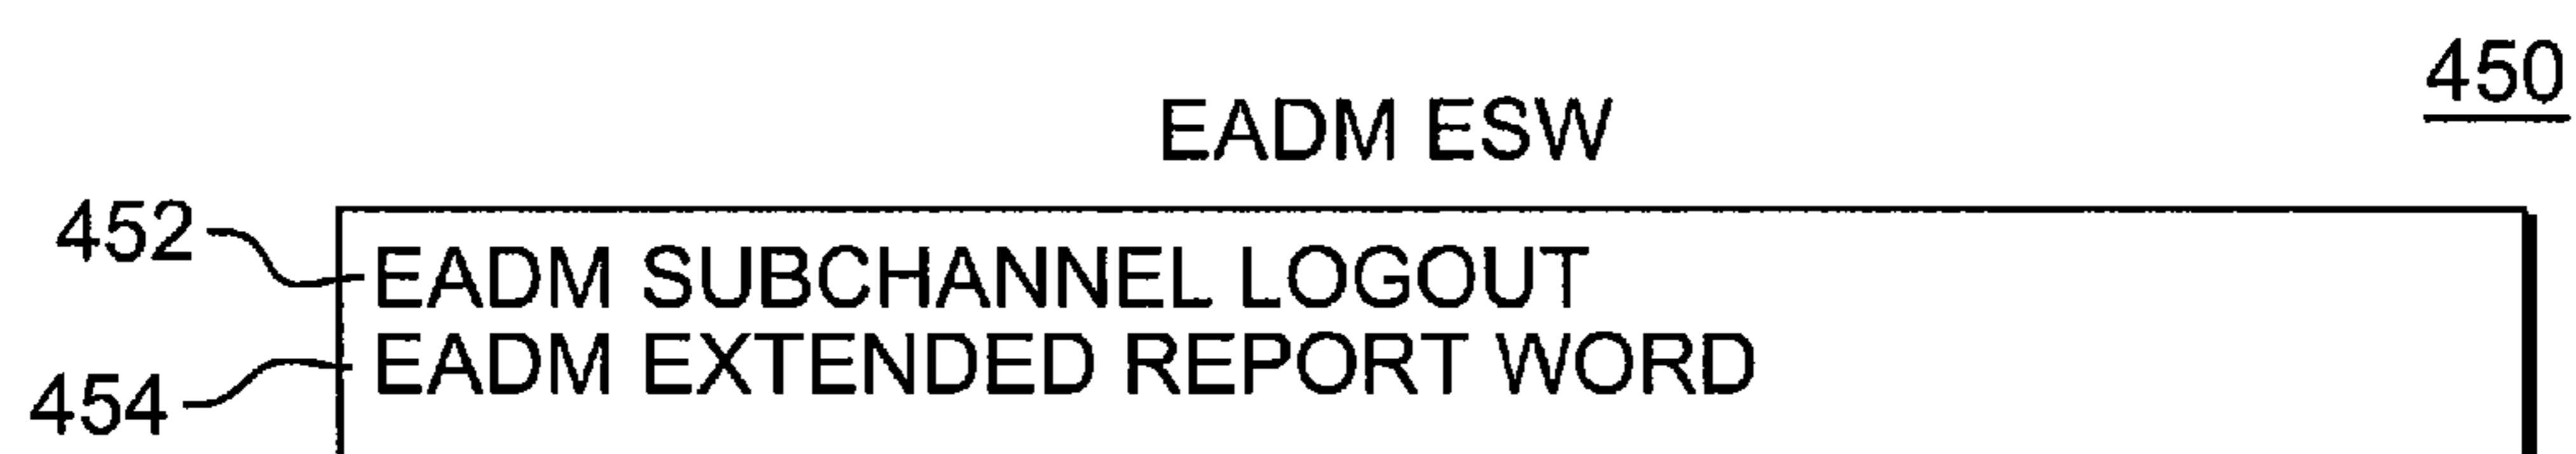 450
EADM ESW
452 EADM SUBCHANNEL LOGOUT
454 EADM EXTENDED REPORT WORD